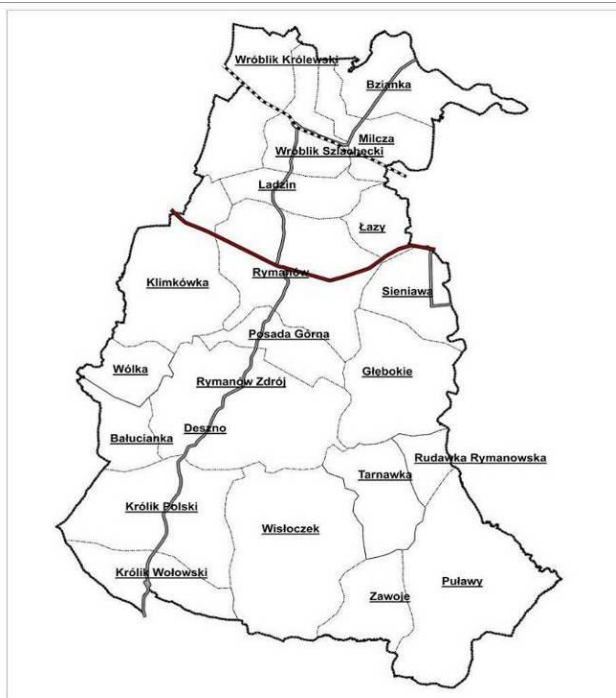 Wróblik Królewski
Bzianka
Milcza
Wróblik Szlachecki
Ladzin
Łazy
Klimkówka
Rymanów
Sieniawa
Posada Górna
Wólka
Rymanów Zdrój
Głębokie
Deszno
Bałucianka
Rudawka Rymanowska
Tarnawka
Królik Polski
Wisłoczek
Królik Wołowski
Puławy
Zawoje